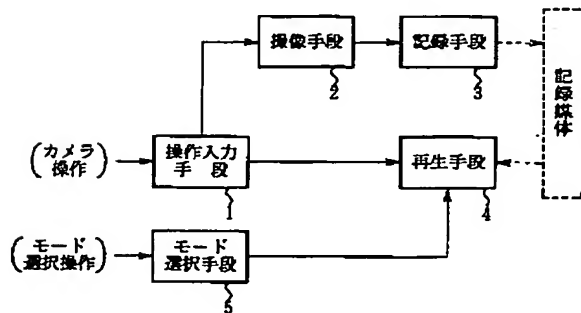 撮像手段
2
記録手段
3
記録媒体
(カメラ
操作)
操作入力
手 段
1
再生手段
4
(モード
選択操作)
モード
選択手段
5